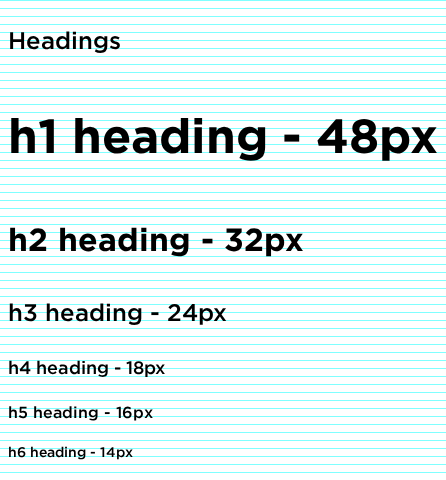 Headings
h1 heading - 48px
h2 heading - 32px
h3 heading - 24px
h4 heading - 18px
h5 heading - 16px
h6 heading - 14px